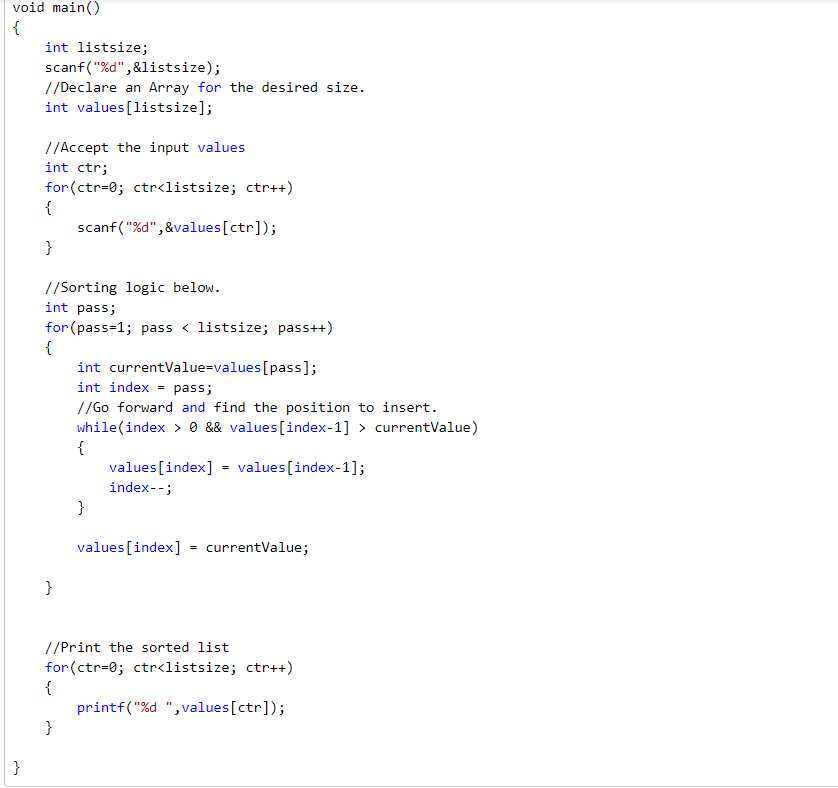 void main()
{
    int listsize;
    scanf("%d",&listsize);
    //Declare an Array for the desired size.
    int values[listsize];

    //Accept the input values
    int ctr;
    for(ctr=0; ctr<listsize; ctr++)
    {
        scanf("%d",&values[ctr]);
    }

    //Sorting logic below.
    int pass;
    for(pass=1; pass < listsize; pass++)
    {
        int currentValue=values[pass];
        int index = pass;
        //Go forward and find the position to insert.
        while(index > 0 && values[index-1] > currentValue)
        {
            values[index] = values[index-1];
            index--;
        }

        values[index] = currentValue;

    }


    //Print the sorted list
    for(ctr=0; ctr<listsize; ctr++)
    {
        printf("%d ",values[ctr]);
    }

}